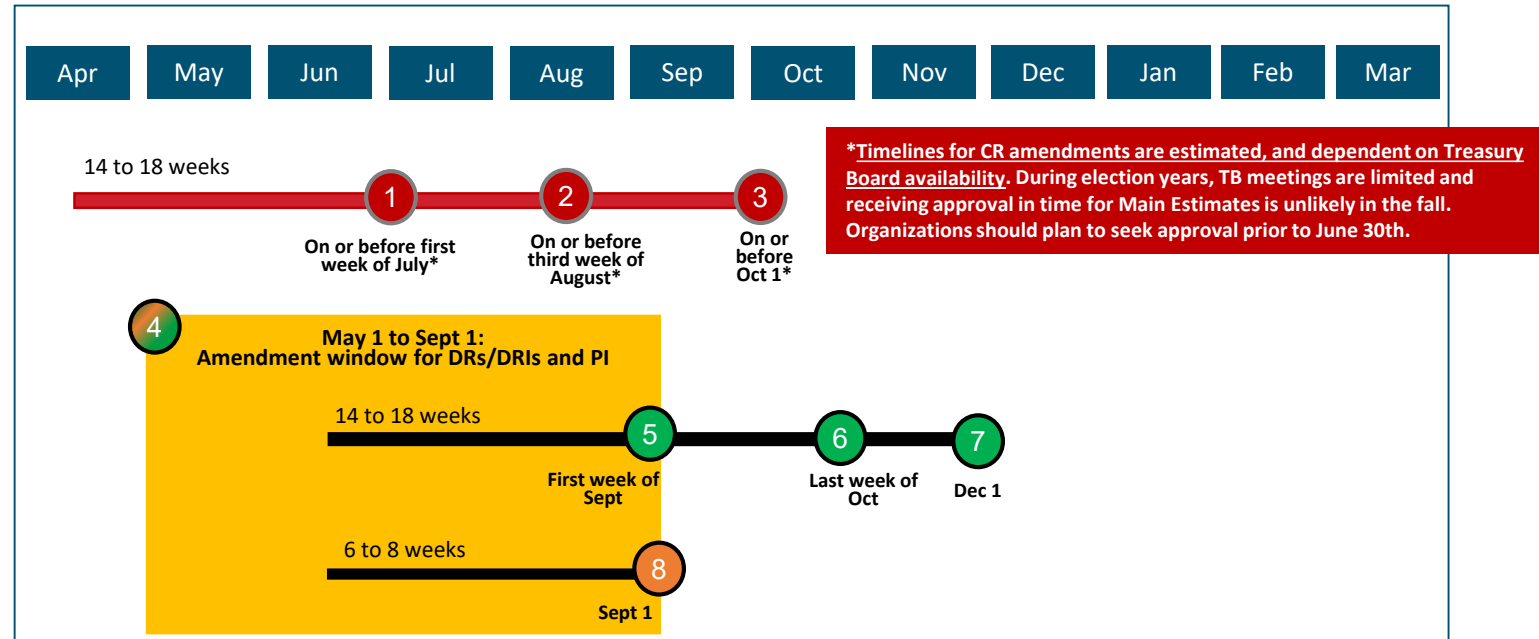 Apr May Jun Jul Aug Sep Oct Nov Dec Jan Feb Mar
*Timelines for CR amendments are estimated, and dependent on Treasury
Board availability. During election years, TB meetings are limited and
receiving approval in time for Main Estimates is unlikely in the fall.
Organizations should plan to seek approval prior to June 30th.
14 to 18 weeks
1
2
3
On or before first
week of July*
On or before
third week of
August*
On or
before
Oct 1*
4
May 1 to Sept 1:
Amendment window for DRs/DRIs and PI
14 to 18 weeks
5
6
7
First week of
Sept
Last week of
Oct
Dec 1
6 to 8 weeks
8
Sept 1